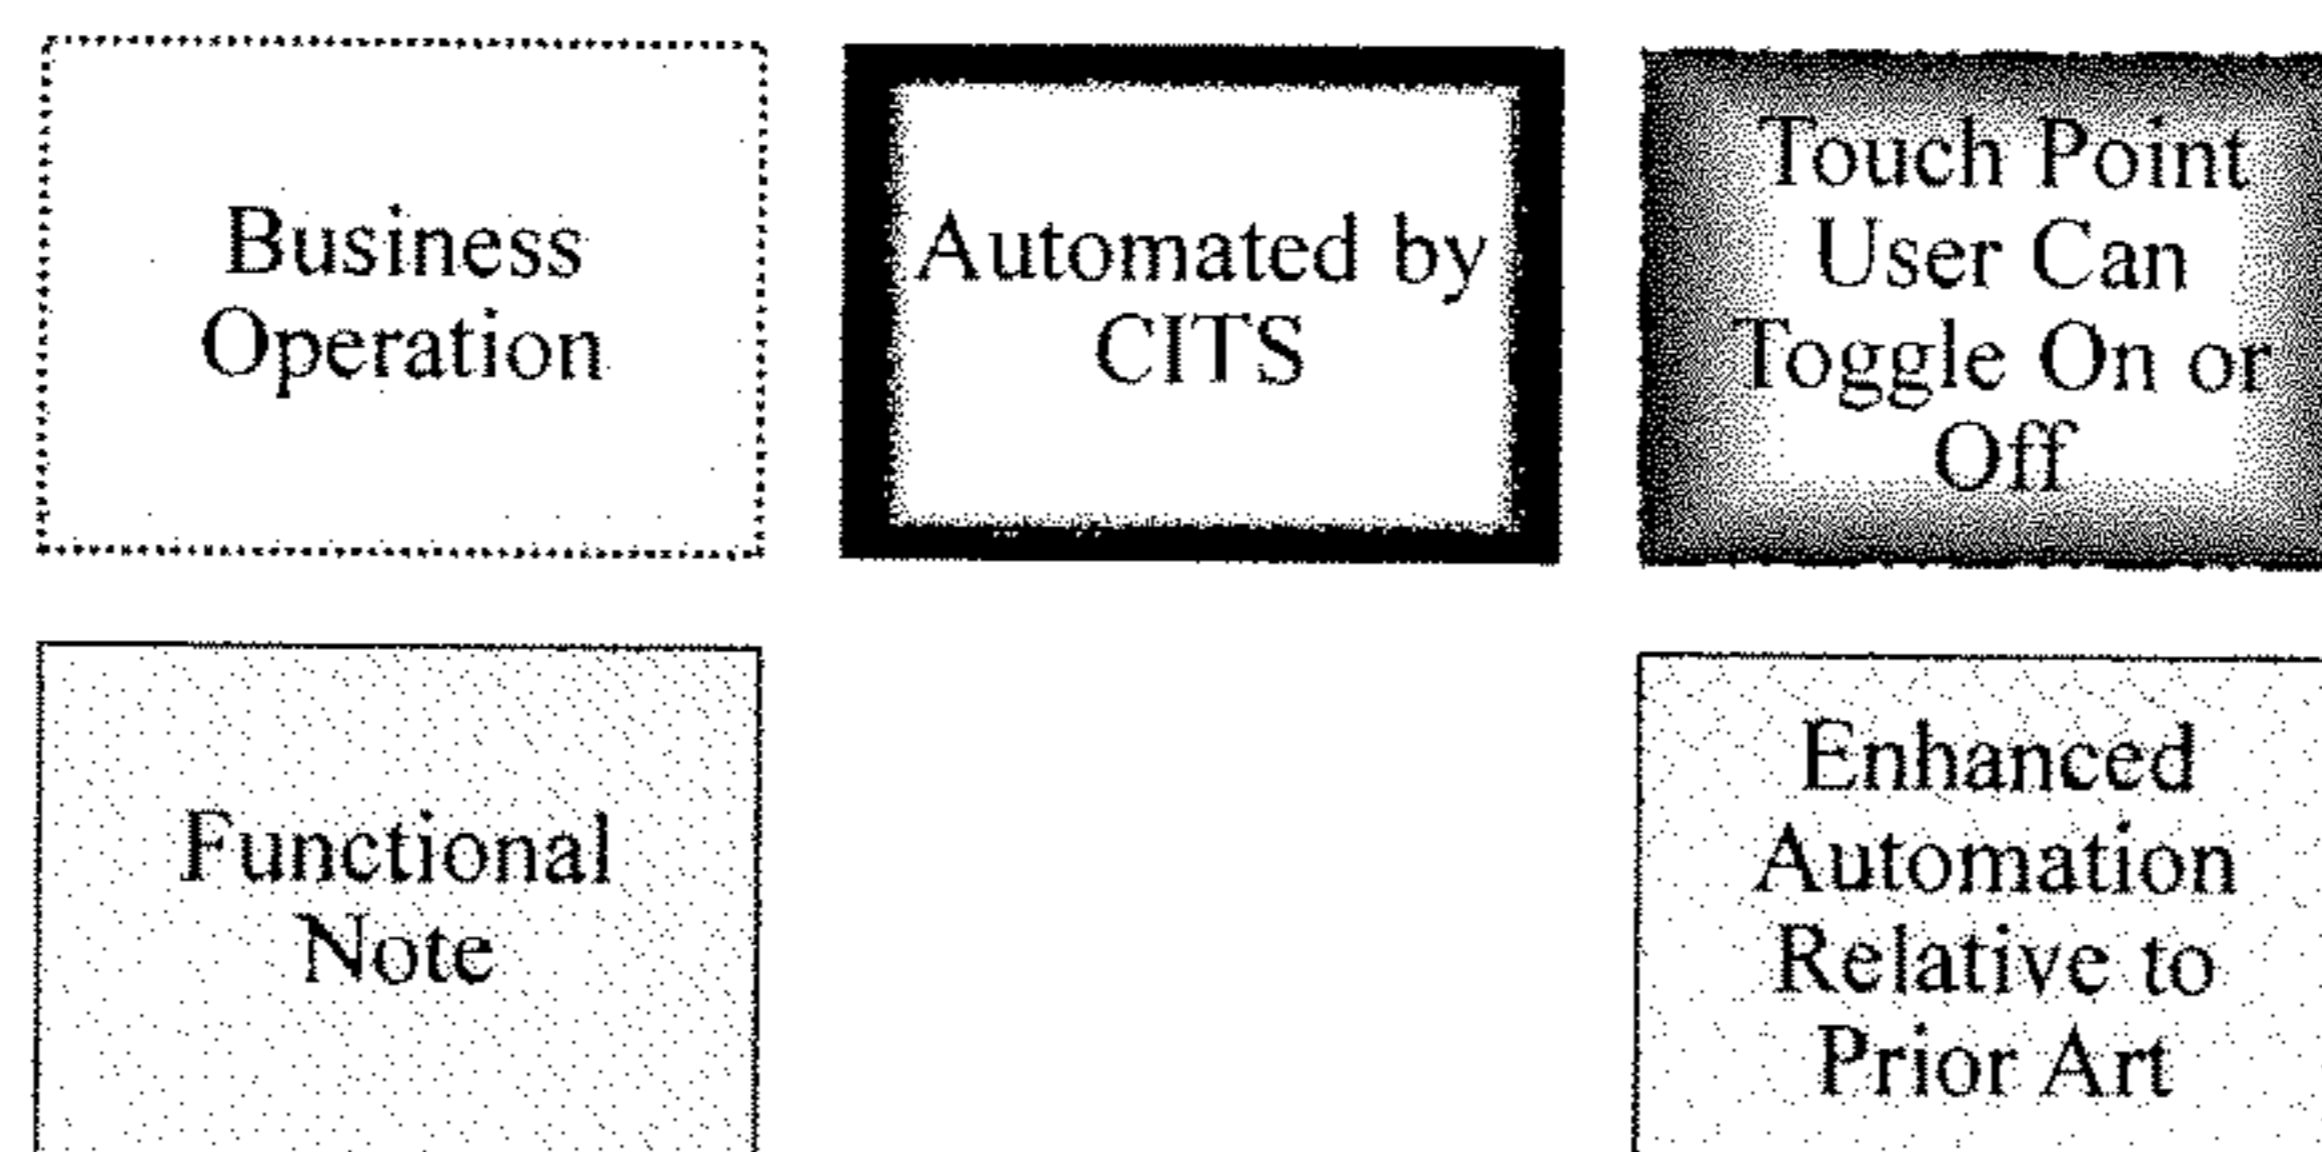 Business
Operation
Automated by
CITS
Touch Point
User Can
Toggle On or
Off
Functional
Note
Enhanced
Automation
Relative to
Prior Art